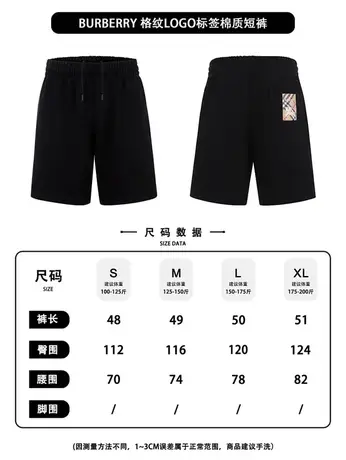 BURBERRY 格纹LOGO标签棉质短裤
尺码数据
SIZE DATA
尺码 S M L XL
SIZE 建议体重 建议体重 建议体重 建议体重
100-125斤 125-150斤 150-175斤 175-200斤
裤长 48 49 50 51
臀围 112 116 120 124
腰围 70 74 78 82
脚围 / / / /
(因测量方法不同，1~3CM误差属于正常范围，商品建议手洗)